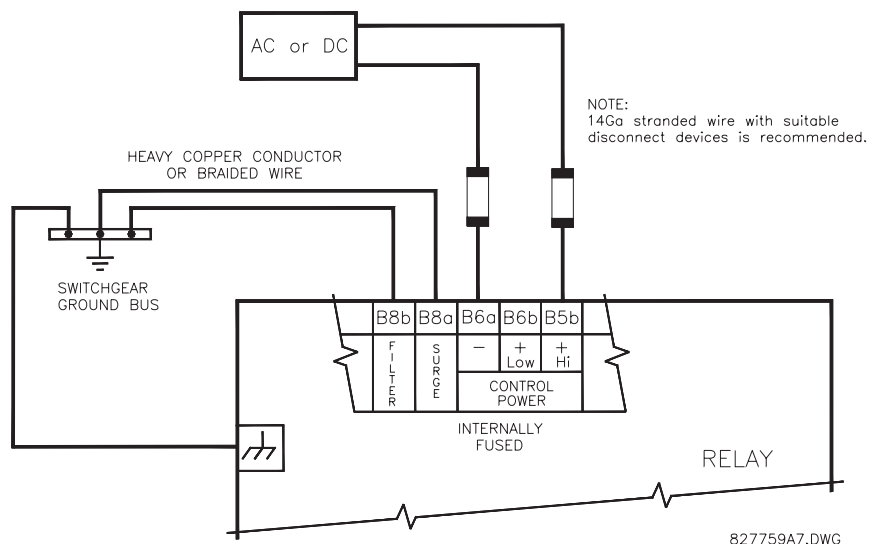 AC or DC
NOTE:
14Ga stranded wire with suitable
disconnect devices is recommended.
HEAVY COPPER CONDUCTOR
OR BRAIDED WIRE
SWITCHGEAR
GROUND BUS
B8b B8a B6a B6b B5b
FILTER
SURGE
−
+
Low
+
Hi
CONTROL
POWER
INTERNALLY
FUSED
RELAY
827759A7.DWG